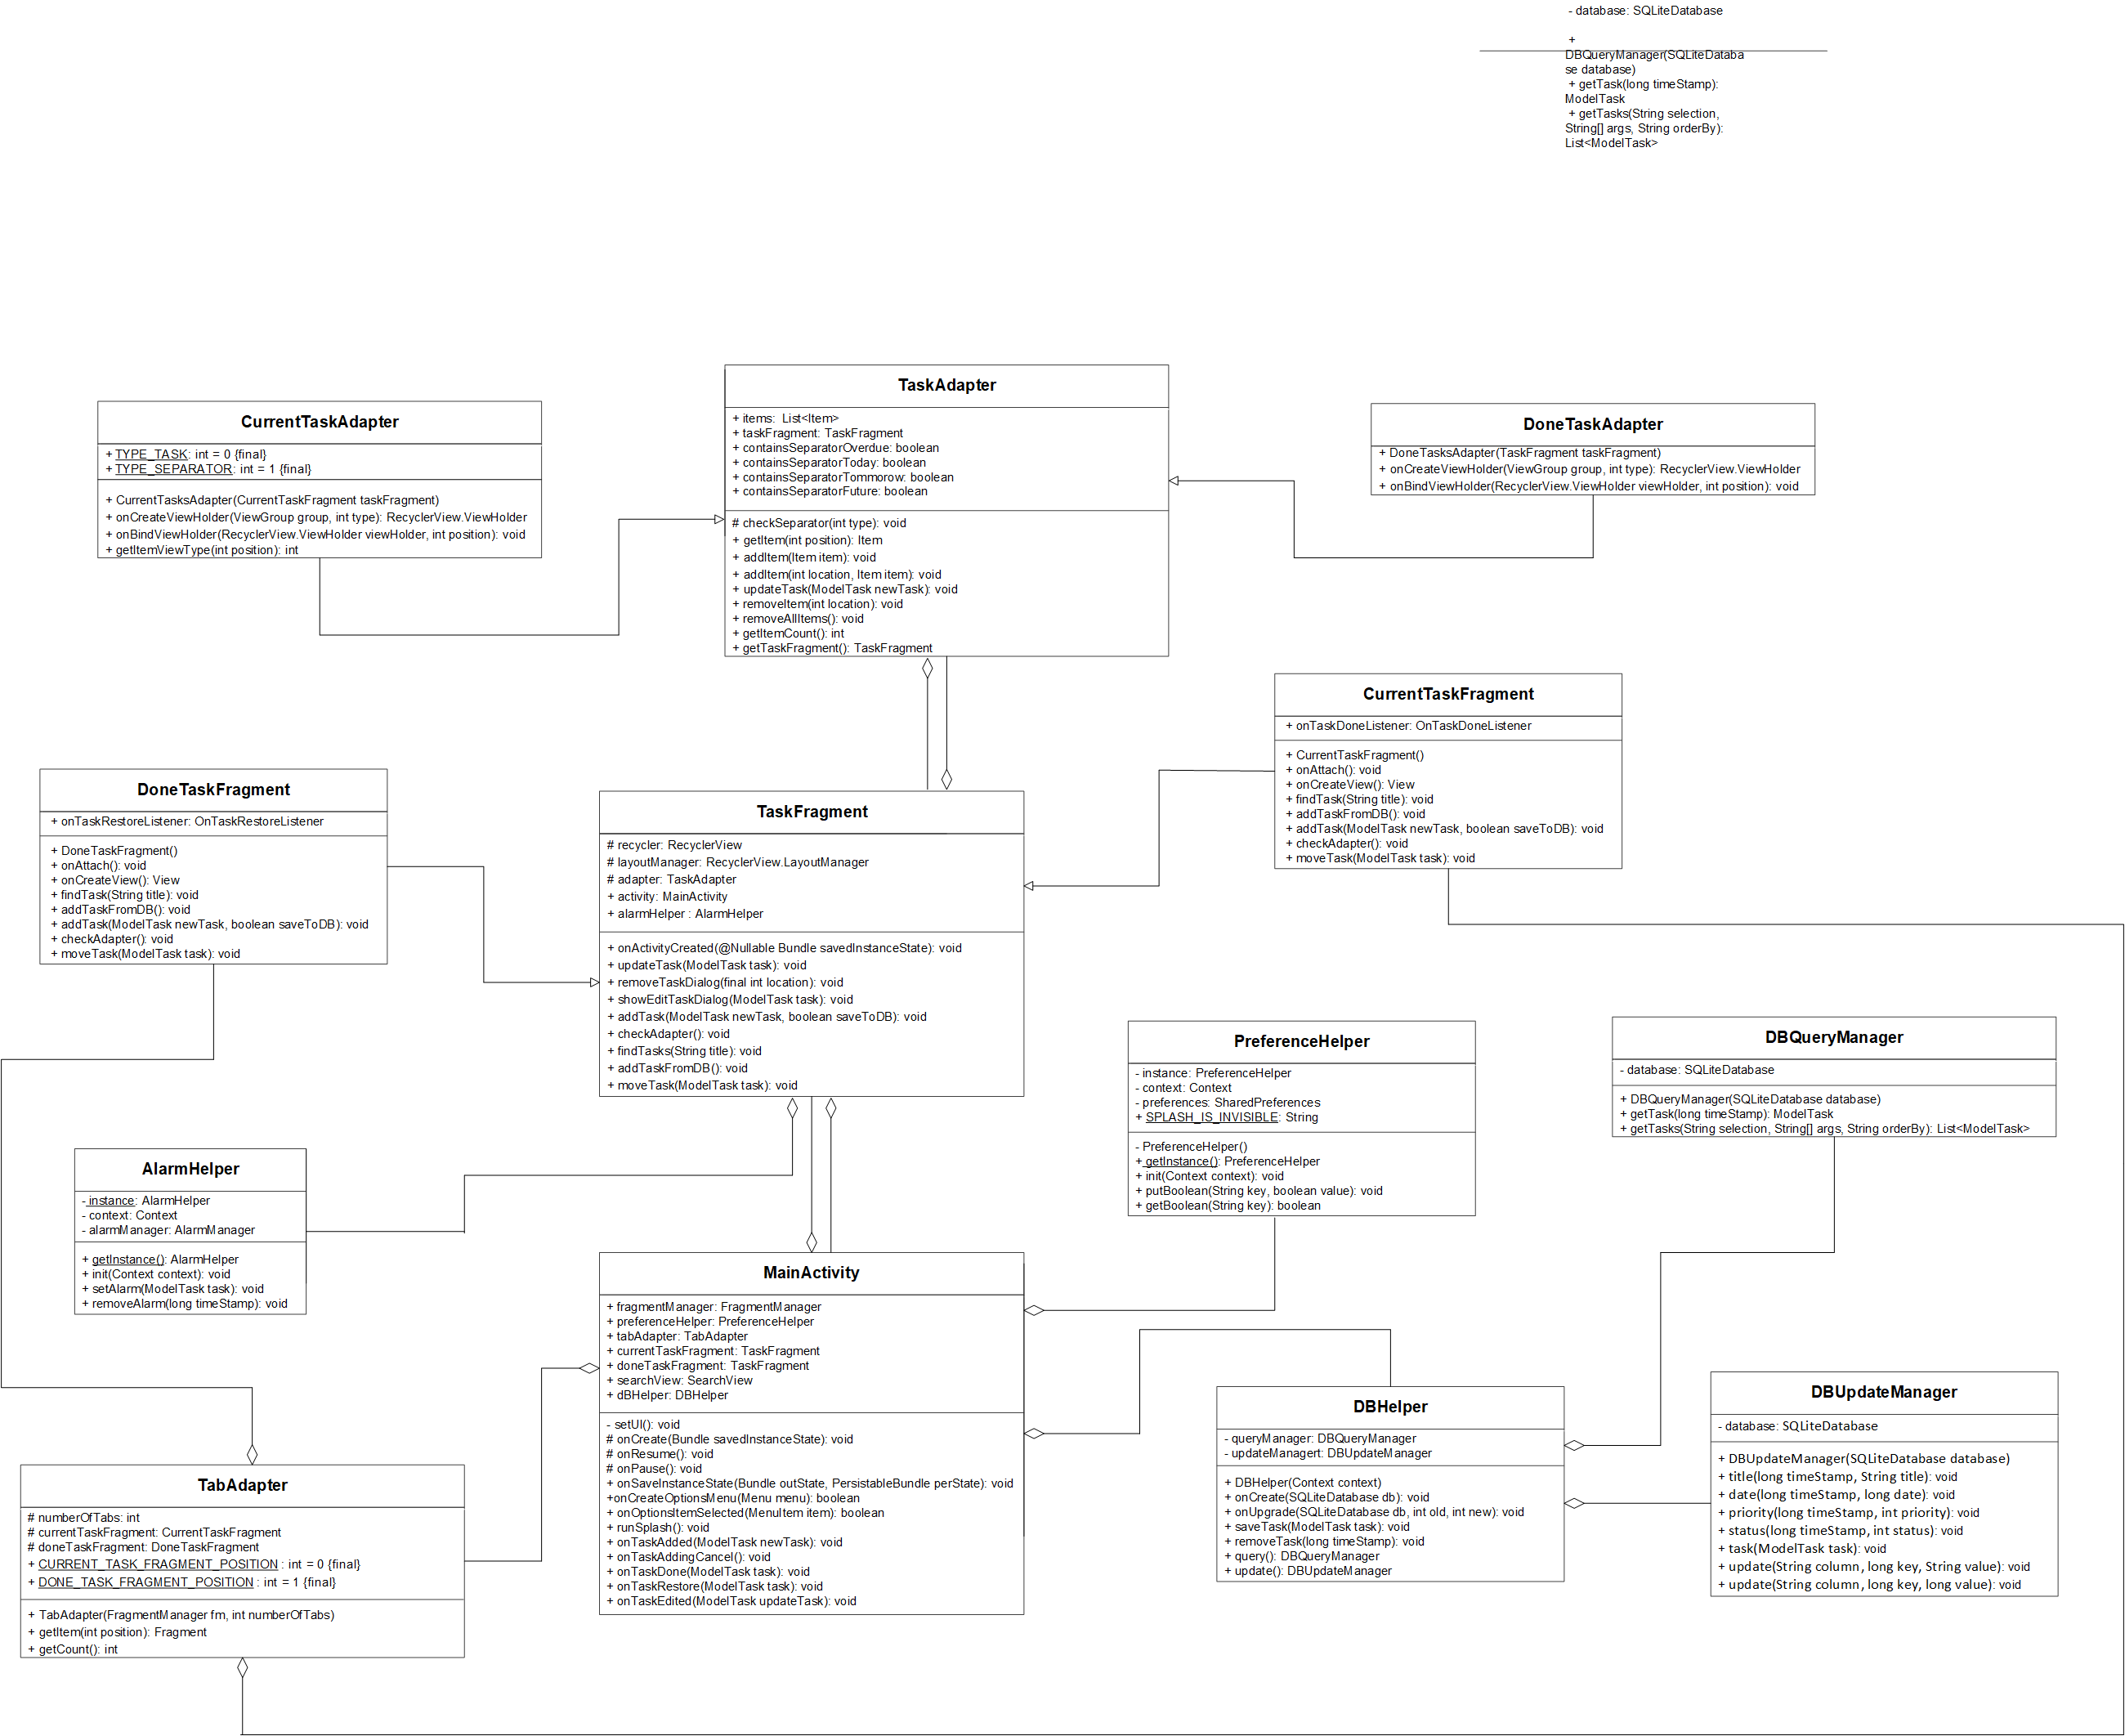 - database: SQLiteDatabase
+
DBQueryManager(SQLiteDataba
se database)
+ getTask(long timeStamp):
ModelTask
+ getTasks(String selection,
String[] args, String orderBy):
List<ModelTask>
TaskAdapter
+ items:  List<Item>
+ taskFragment: TaskFragment
+ containsSeparatorOverdue: boolean
+ containsSeparatorToday: boolean
+ containsSeparatorTommorow: boolean
+ containsSeparatorFuture: boolean
# checkSeparator(int type): void
+ getItem(int position): Item
+ addItem(Item item): void
+ addItem(int location, Item item): void
+ updateTask(ModelTask newTask): void
+ removeItem(int location): void
+ removeAllItems(): void
+ getItemCount(): int
+ getTaskFragment(): TaskFragment
CurrentTaskAdapter
+ TYPE_TASK: int = 0 {final}
+ TYPE_SEPARATOR: int = 1 {final}
+ CurrentTasksAdapter(CurrentTaskFragment taskFragment)
+ onCreateViewHolder(ViewGroup group, int type): RecyclerView.ViewHolder
+ onBindViewHolder(RecyclerView.ViewHolder viewHolder, int position): void
+ getItemViewType(int position): int
DoneTaskAdapter
+ DoneTasksAdapter(TaskFragment taskFragment)
+ onCreateViewHolder(ViewGroup group, int type): RecyclerView.ViewHolder
+ onBindViewHolder(RecyclerView.ViewHolder viewHolder, int position): void
CurrentTaskFragment
+ onTaskDoneListener: OnTaskDoneListener
+ CurrentTaskFragment()
+ onAttach(): void
+ onCreateView(): View
+ findTask(String title): void
+ addTaskFromDB(): void
+ addTask(ModelTask newTask, boolean saveToDB): void
+ checkAdapter(): void
+ moveTask(ModelTask task): void
DoneTaskFragment
+ onTaskRestoreListener: OnTaskRestoreListener
+ DoneTaskFragment()
+ onAttach(): void
+ onCreateView(): View
+ findTask(String title): void
+ addTaskFromDB(): void
+ addTask(ModelTask newTask, boolean saveToDB): void
+ checkAdapter(): void
+ moveTask(ModelTask task): void
TaskFragment
# recycler: RecyclerView
# layoutManager: RecyclerView.LayoutManager
# adapter: TaskAdapter
+ activity: MainActivity
+ alarmHelper : AlarmHelper
+ onActivityCreated(@Nullable Bundle savedInstanceState): void
+ updateTask(ModelTask task): void
+ removeTaskDialog(final int location): void
+ showEditTaskDialog(ModelTask task): void
+ addTask(ModelTask newTask, boolean saveToDB): void
+ checkAdapter(): void
+ findTasks(String title): void
+ addTaskFromDB(): void
+ moveTask(ModelTask task): void
PreferenceHelper
- instance: PreferenceHelper
- context: Context
- preferences: SharedPreferences
+ SPLASH_IS_INVISIBLE: String
- PreferenceHelper()
+ getInstance(): PreferenceHelper
+ init(Context context): void
+ putBoolean(String key, boolean value): void
+ getBoolean(String key): boolean
DBQueryManager
- database: SQLiteDatabase
+ DBQueryManager(SQLiteDatabase database)
+ getTask(long timeStamp): ModelTask
+ getTasks(String selection, String[] args, String orderBy): List<ModelTask>
AlarmHelper
- instance: AlarmHelper
- context: Context
- alarmManager: AlarmManager
+ getInstance(): AlarmHelper
+ init(Context context): void
+ setAlarm(ModelTask task): void
+ removeAlarm(long timeStamp): void
MainActivity
+ fragmentManager: FragmentManager
+ preferenceHelper: PreferenceHelper
+ tabAdapter: TabAdapter
+ currentTaskFragment: TaskFragment
+ doneTaskFragment: TaskFragment
+ searchView: SearchView
+ dBHelper: DBHelper
- setUI(): void
# onCreate(Bundle savedInstanceState): void
# onResume(): void
# onPause(): void
+ onSaveInstanceState(Bundle outState, PersistableBundle perState): void
+onCreateOptionsMenu(Menu menu): boolean
+ onOptionsItemSelected(MenuItem item): boolean
+ runSplash(): void
+ onTaskAdded(ModelTask newTask): void
+ onTaskAddingCancel(): void
+ onTaskDone(ModelTask task): void
+ onTaskRestore(ModelTask task): void
+ onTaskEdited(ModelTask updateTask): void
DBHelper
- queryManager: DBQueryManager
- updateManagert: DBUpdateManager
+ DBHelper(Context context)
+ onCreate(SQLiteDatabase db): void
+ onUpgrade(SQLiteDatabase db, int old, int new): void
+ saveTask(ModelTask task): void
+ removeTask(long timeStamp): void
+ query(): DBQueryManager
+ update(): DBUpdateManager
DBUpdateManager
- database: SQLiteDatabase
+ DBUpdateManager(SQLiteDatabase database)
+ title(long timeStamp, String title): void
+ date(long timeStamp, long date): void
+ priority(long timeStamp, int priority): void
+ status(long timeStamp, int status): void
+ task(ModelTask task): void
+ update(String column, long key, String value): void
+ update(String column, long key, long value): void
TabAdapter
# numberOfTabs: int
# currentTaskFragment: CurrentTaskFragment
# doneTaskFragment: DoneTaskFragment
+ CURRENT_TASK_FRAGMENT_POSITION : int = 0 {final}
+ DONE_TASK_FRAGMENT_POSITION : int = 1 {final}
+ TabAdapter(FragmentManager fm, int numberOfTabs)
+ getItem(int position): Fragment
+ getCount(): int